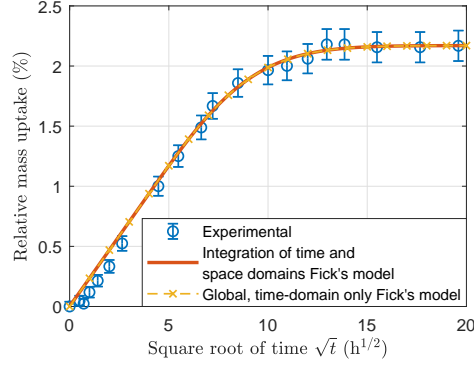 2.5
2
1.5
1
0.5
0
Relative mass uptake (%)
Experimental
Integration of time and
space domains Fick's model
Global, time-domain only Fick's model
0 5 10 15 20
Square root of time √t (h^{1/2})